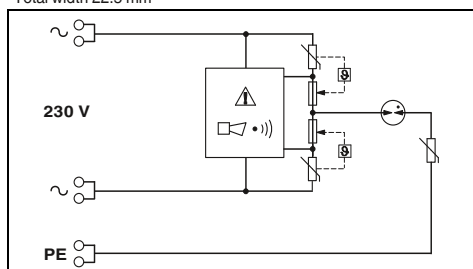 Total width 22.5 mm
∿
ϑ
230 V
ϑ
∿
PE